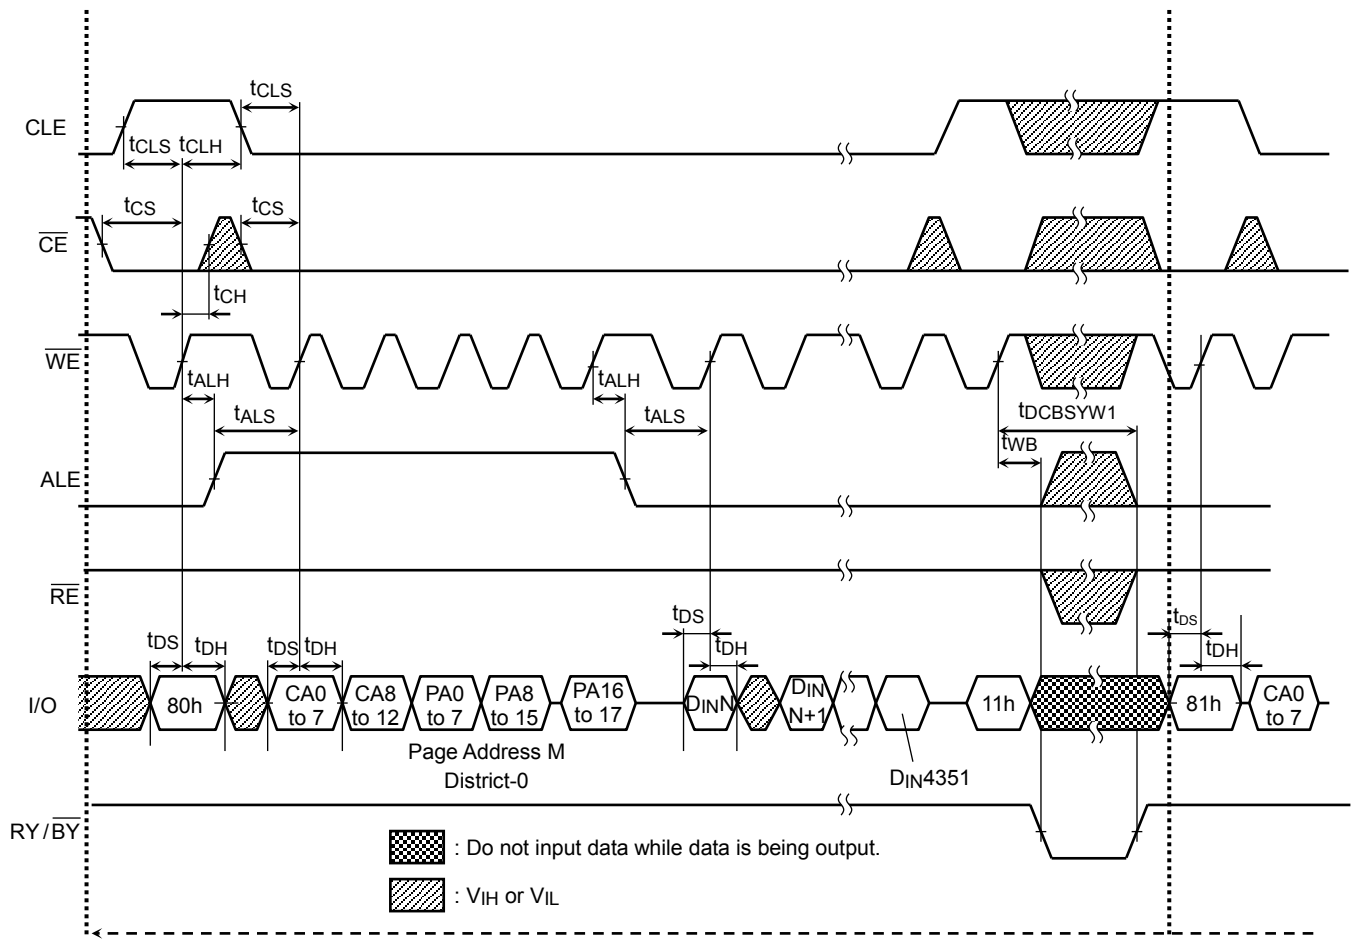 tCLS
CLE
tCLS tCLH
tCS tCS
CE
tCH
WE
tALH tALH
tALS tALS tDCBSYW1
tWB
ALE
RE
tDS tDH tDS tDH tDS tDH tDS tDH
I/O
80h
CA0 to 7
CA8 to 12
PA0 to 7
PA8 to 15
PA16 to 17
DINN
DIN N+1
11h
81h
CA0 to 7
Page Address M
District-0
DIN4351
RY/BY
: Do not input data while data is being output.
: VIH or VIL